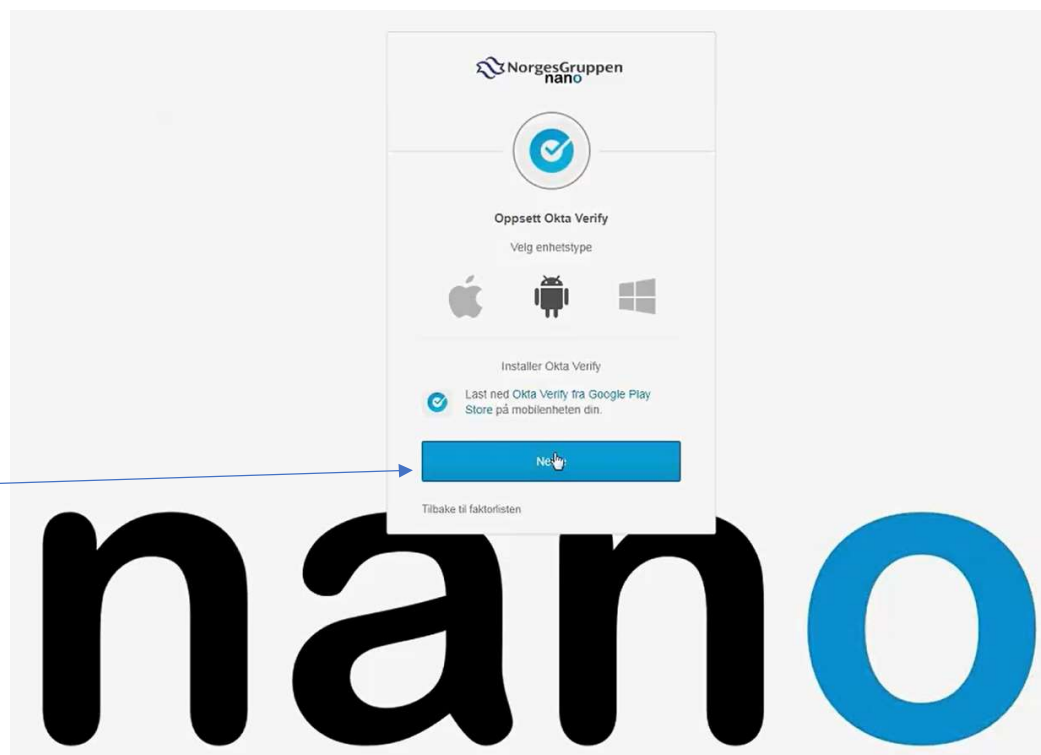 NorgesGruppen
nano
Oppsett Okta Verify
Velg enhetstype
Installer Okta Verify
Last ned Okta Verify fra Google Play
Store på mobilenheten din.
Tilbake til faktorlisten
nano